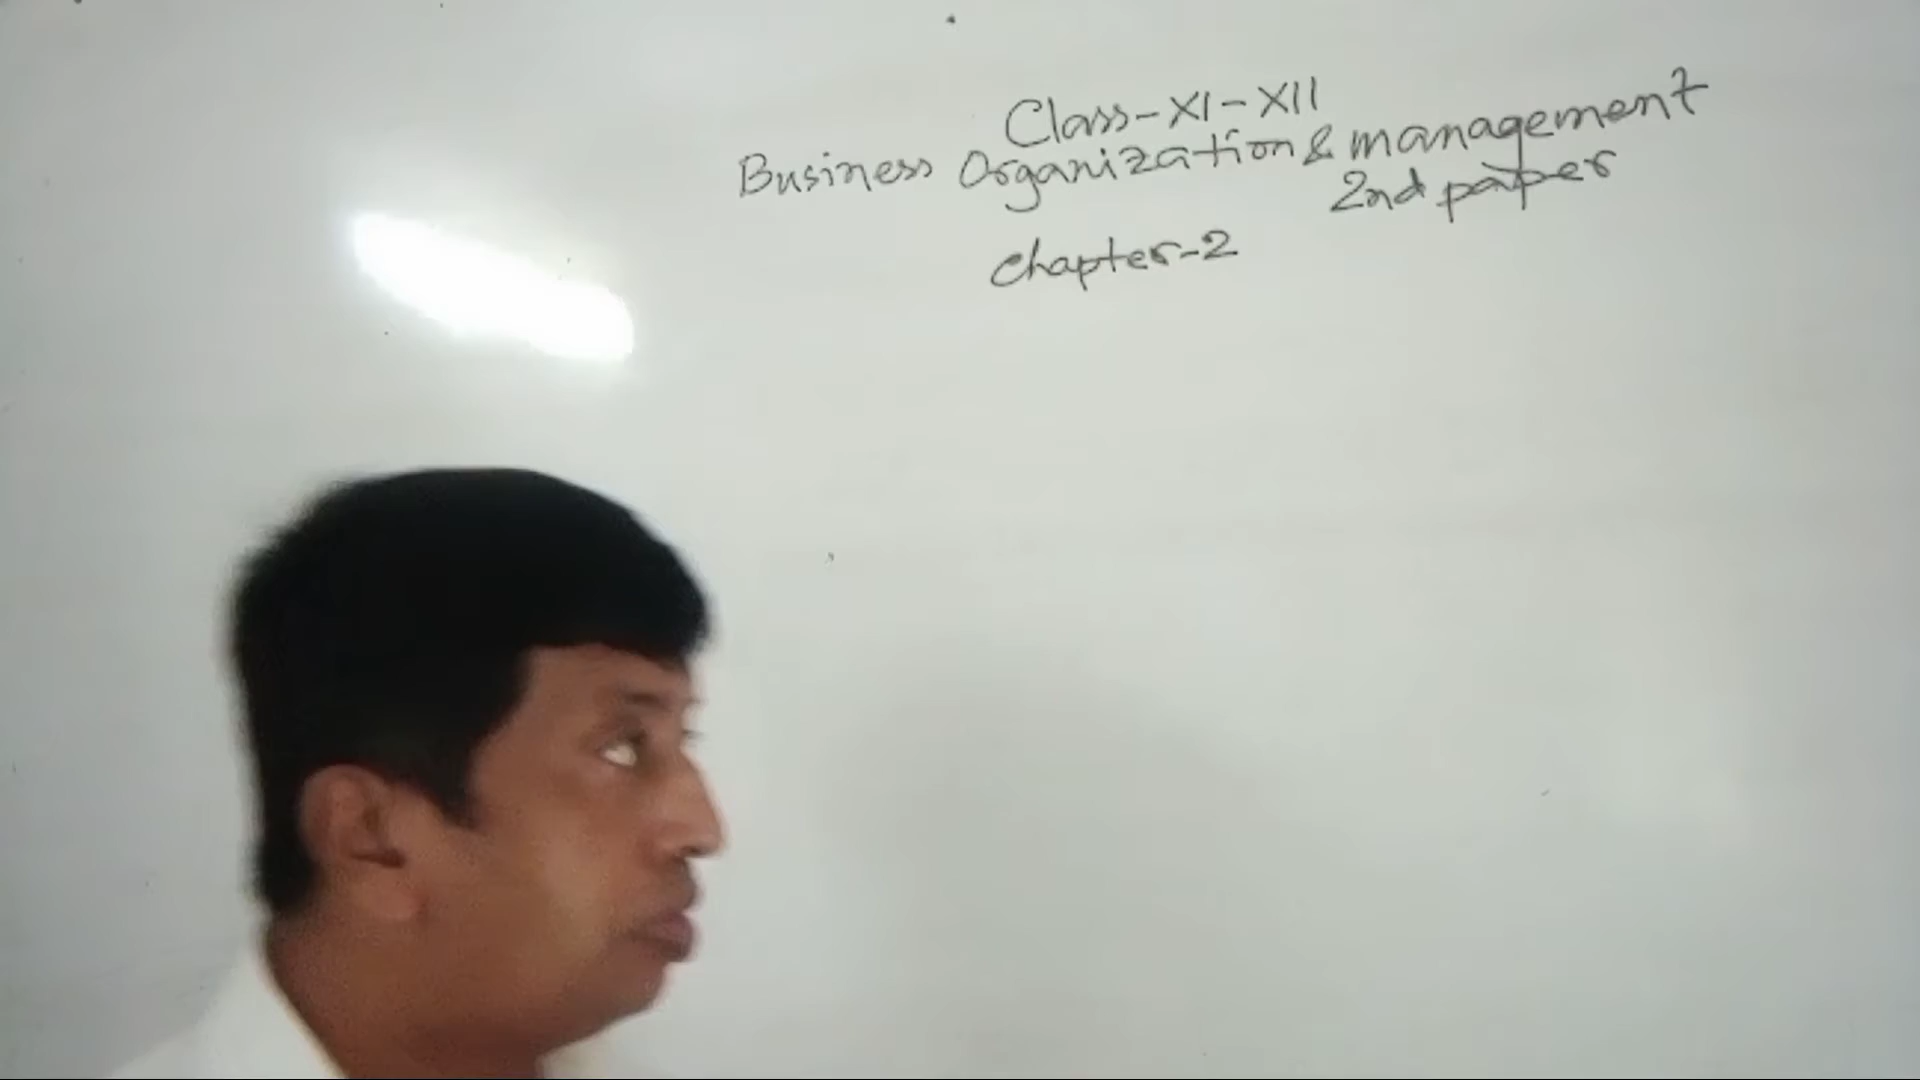 Class-XI-XII
Business Organization & management
2nd paper
chapter-2